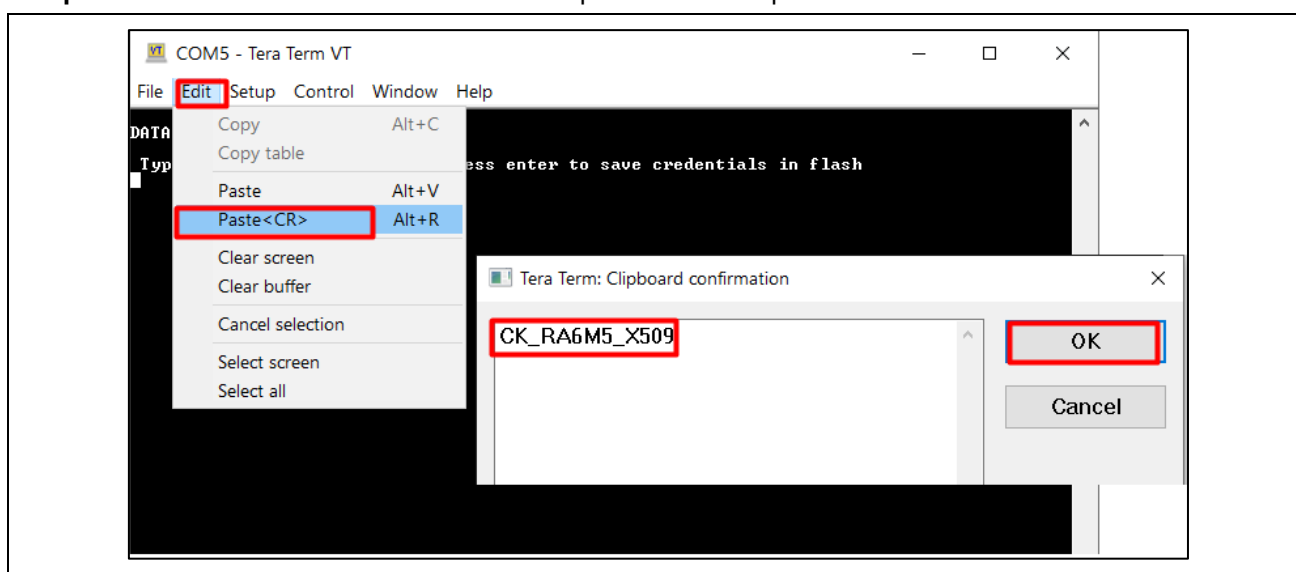 COM5 - Tera Term VT
File Edit Setup Control Window Help
DATA
Typ ess enter to save credentials in flash
Copy Alt+C
Copy table
Paste Alt+V
Paste<CR> Alt+R
Clear screen
Clear buffer
Cancel selection
Select screen
Select all
Tera Term: Clipboard confirmation
CK_RA6M5_X509
OK
Cancel